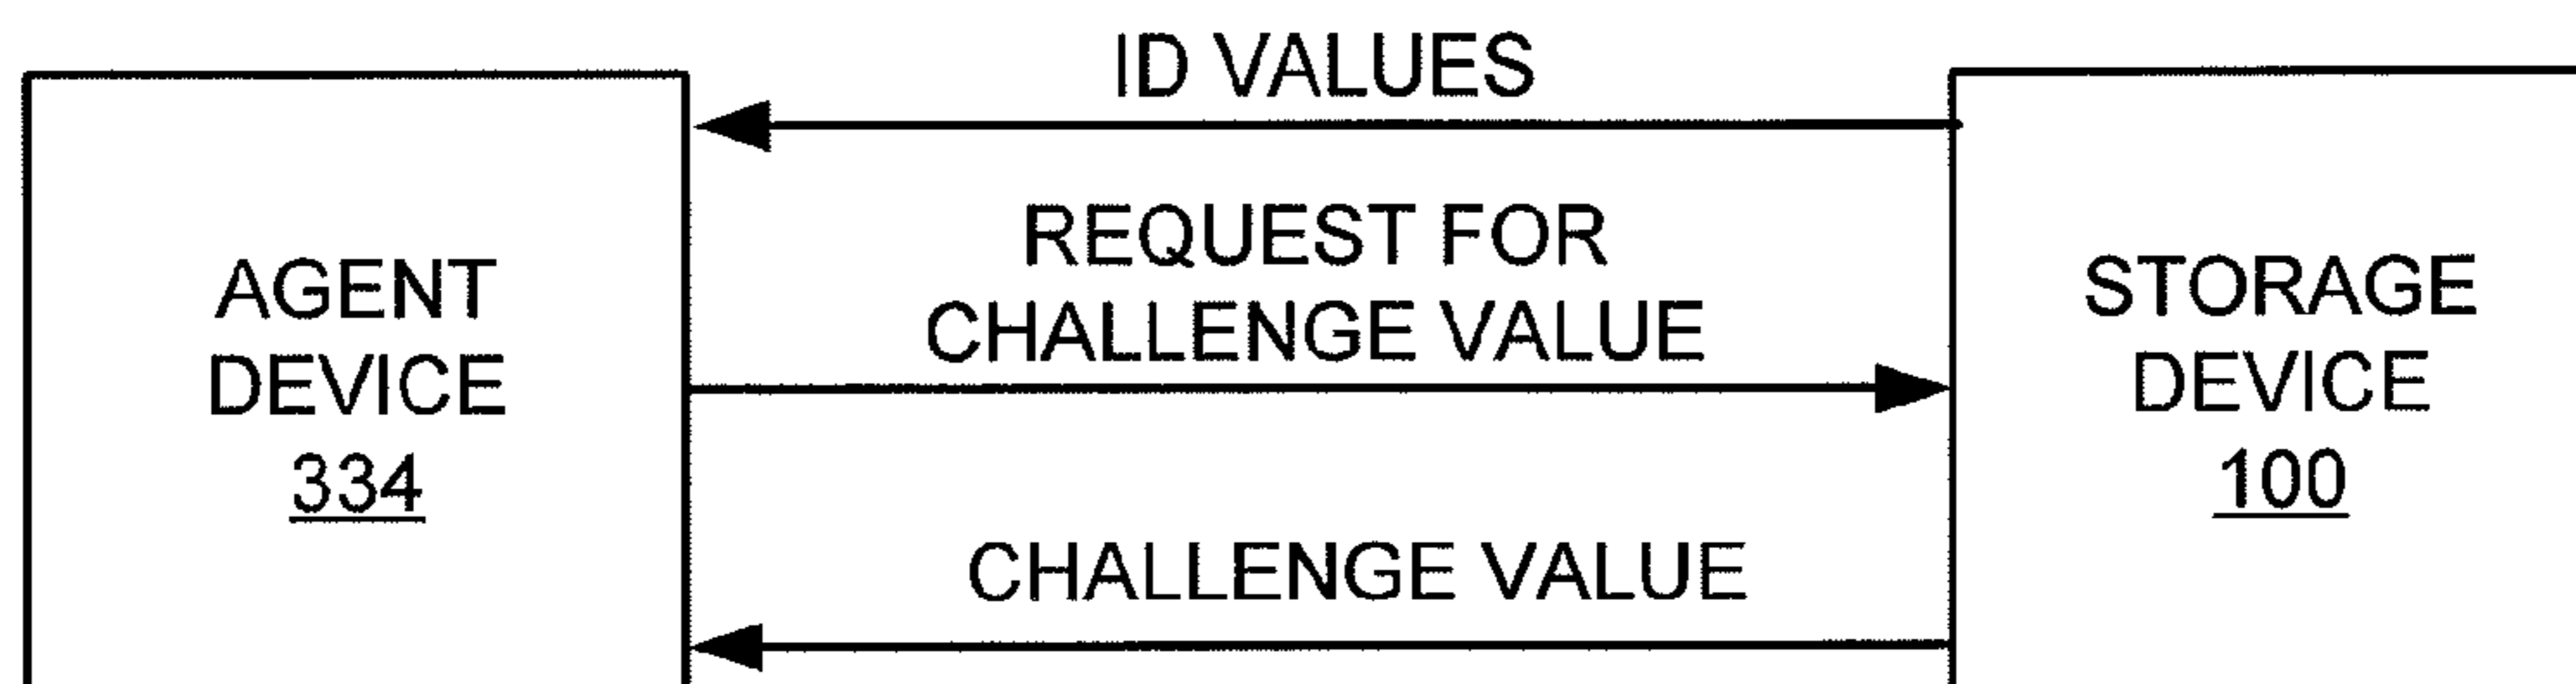 ID VALUES
REQUEST FOR
CHALLENGE VALUE
CHALLENGE VALUE
AGENT
DEVICE
334
STORAGE
DEVICE
100